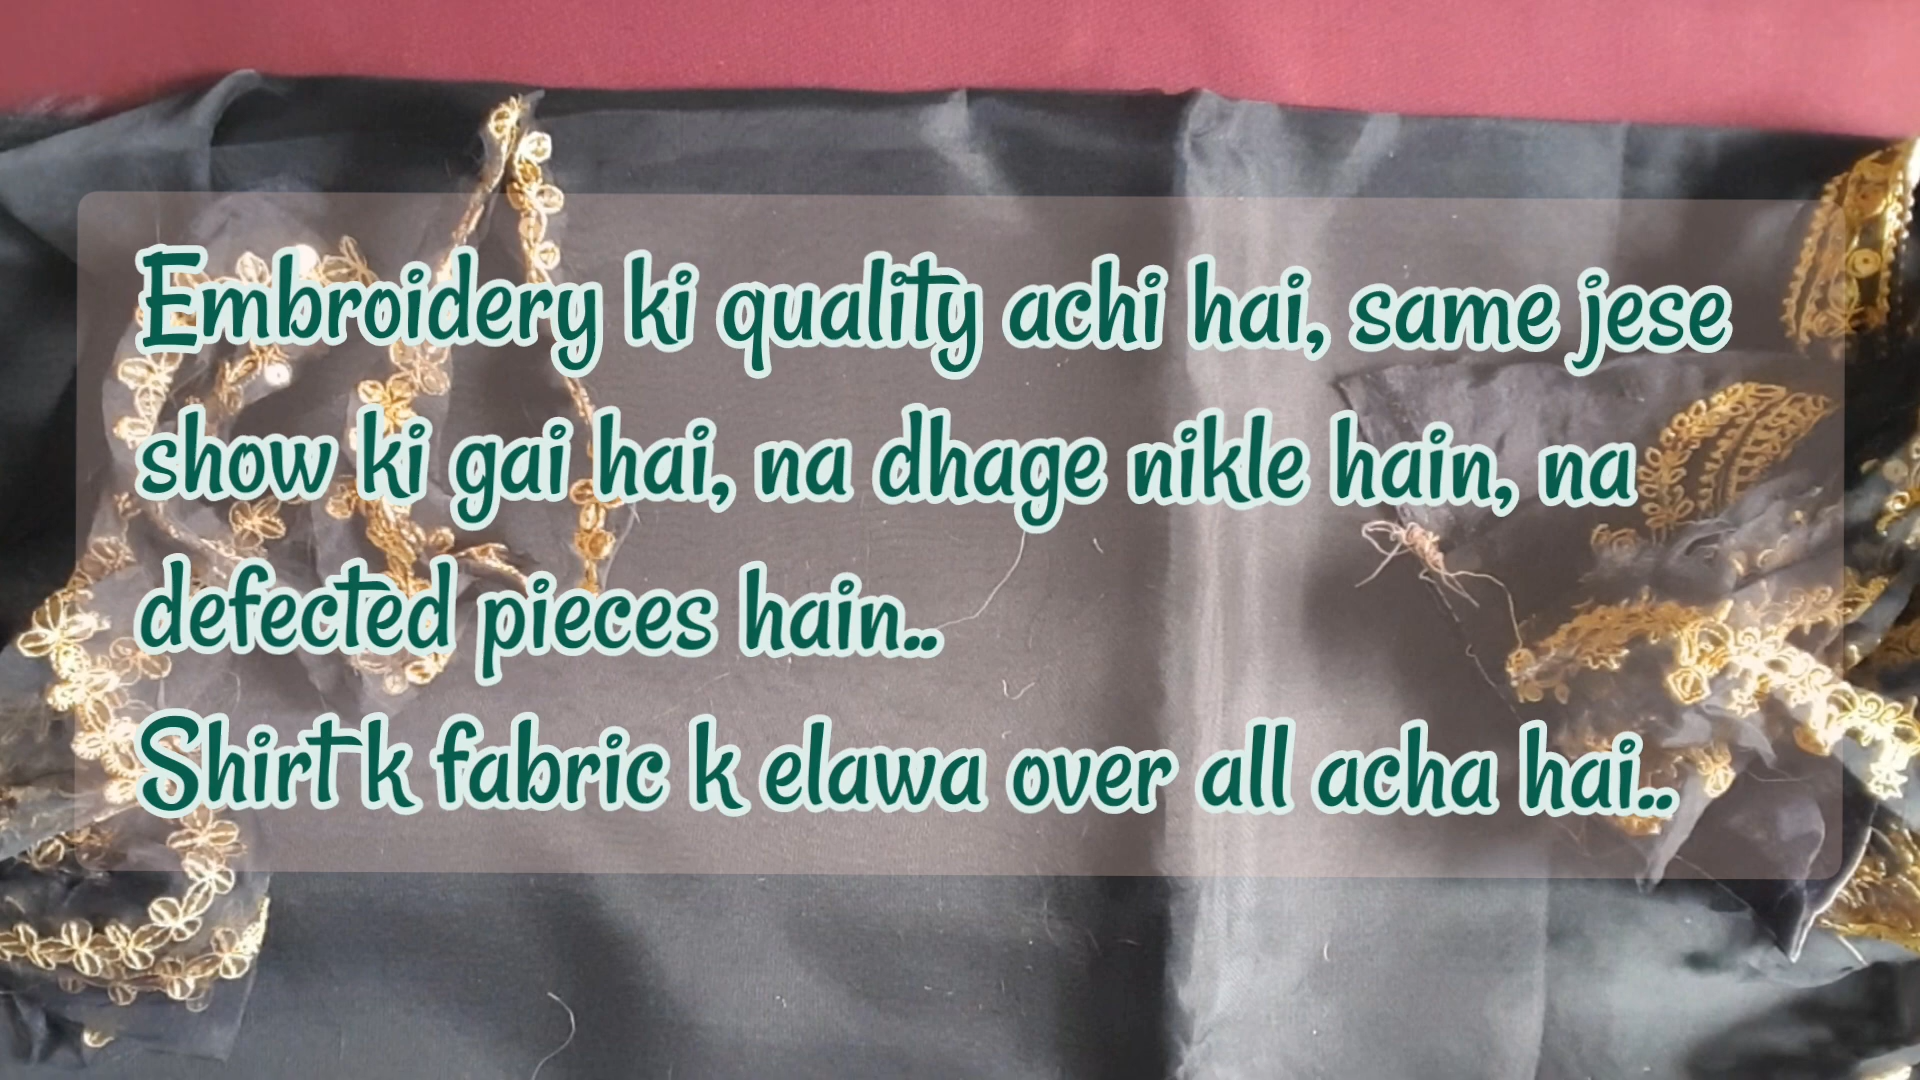 Embroidery ki quality achi hai, same jese
show ki gai hai, na dhage nikle hain, na
defected pieces hain..
Shirt k fabric k elawa over all acha hai..